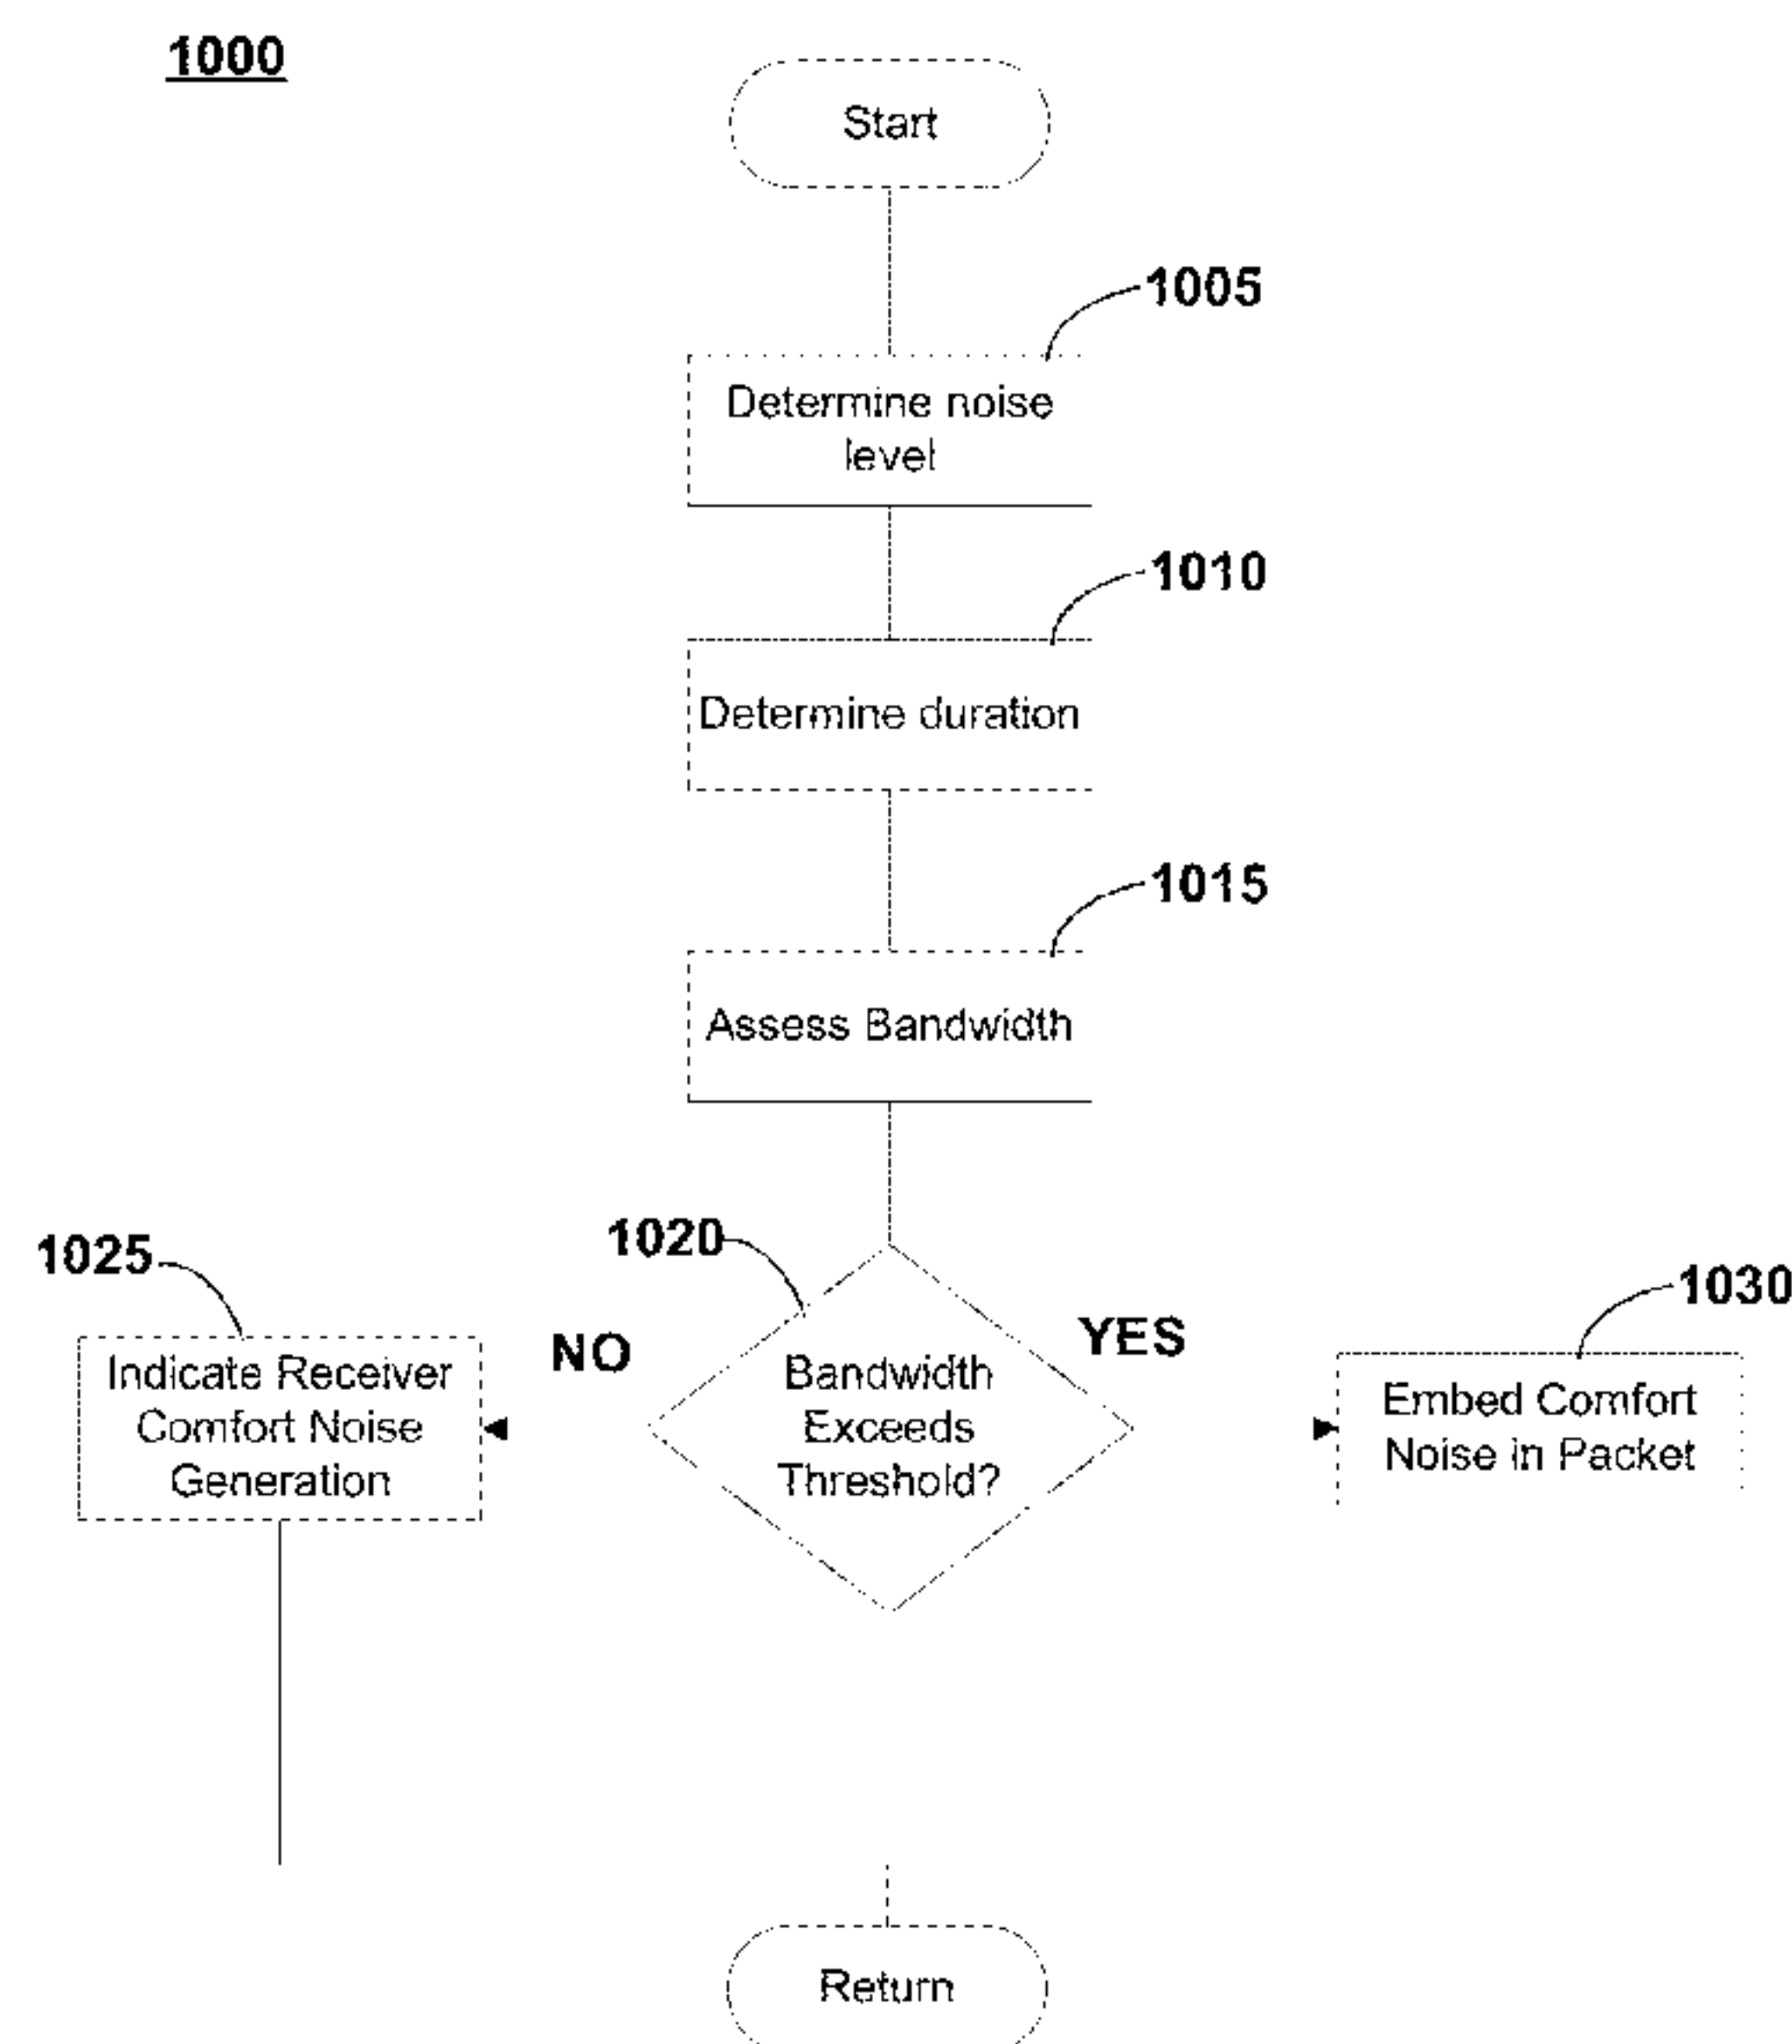 1000
Start
1005
Determine noise
level
1010
Determine duration
1015
Assess Bandwidth
1020
1025
1030
NO
YES
Indicate Receiver
Comfort Noise
Generation
Bandwidth
Exceeds
Threshold?
Embed Comfort
Noise in Packet
Return